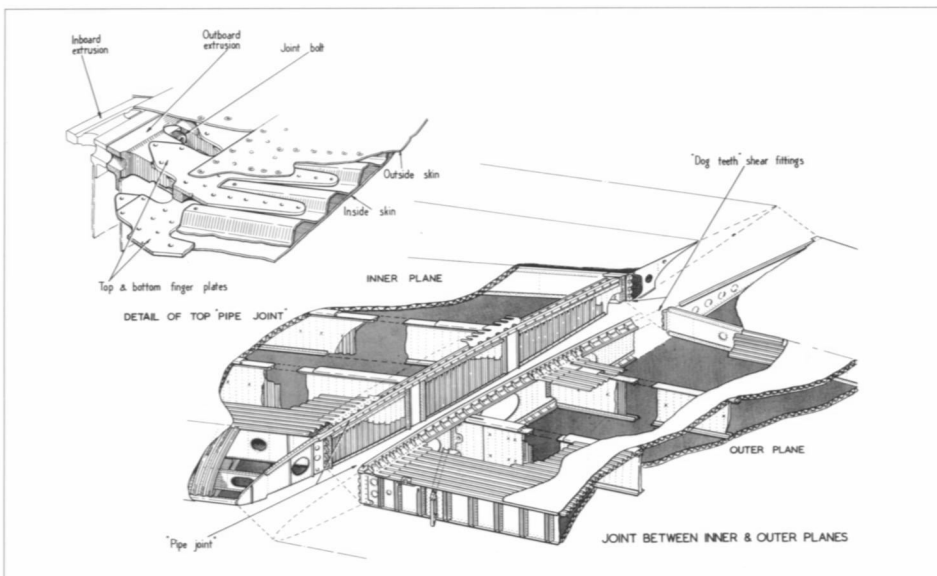 Inboard
extrusion
Outboard
extrusion
Joint bolt
Outside skin
Inside skin
Top & bottom finger plates
DETAIL OF TOP "PIPE JOINT"
"Dog teeth" shear fittings
INNER PLANE
OUTER PLANE
"Pipe joint"
JOINT BETWEEN INNER & OUTER PLANES